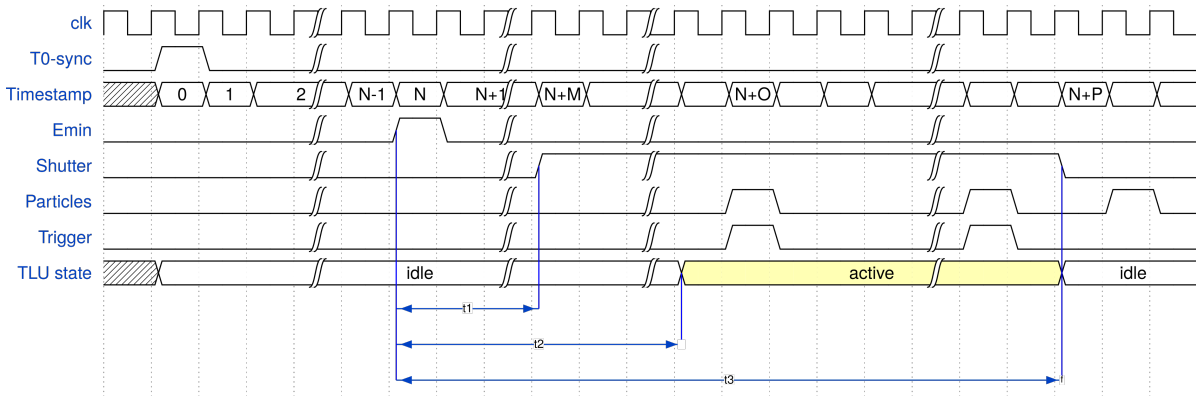 clk
T0-sync
Timestamp 0 1 2 N-1 N N+1 N+M N+O N+P
Emin
Shutter
Particles
Trigger
TLU state idle active idle
t1
t2
t3